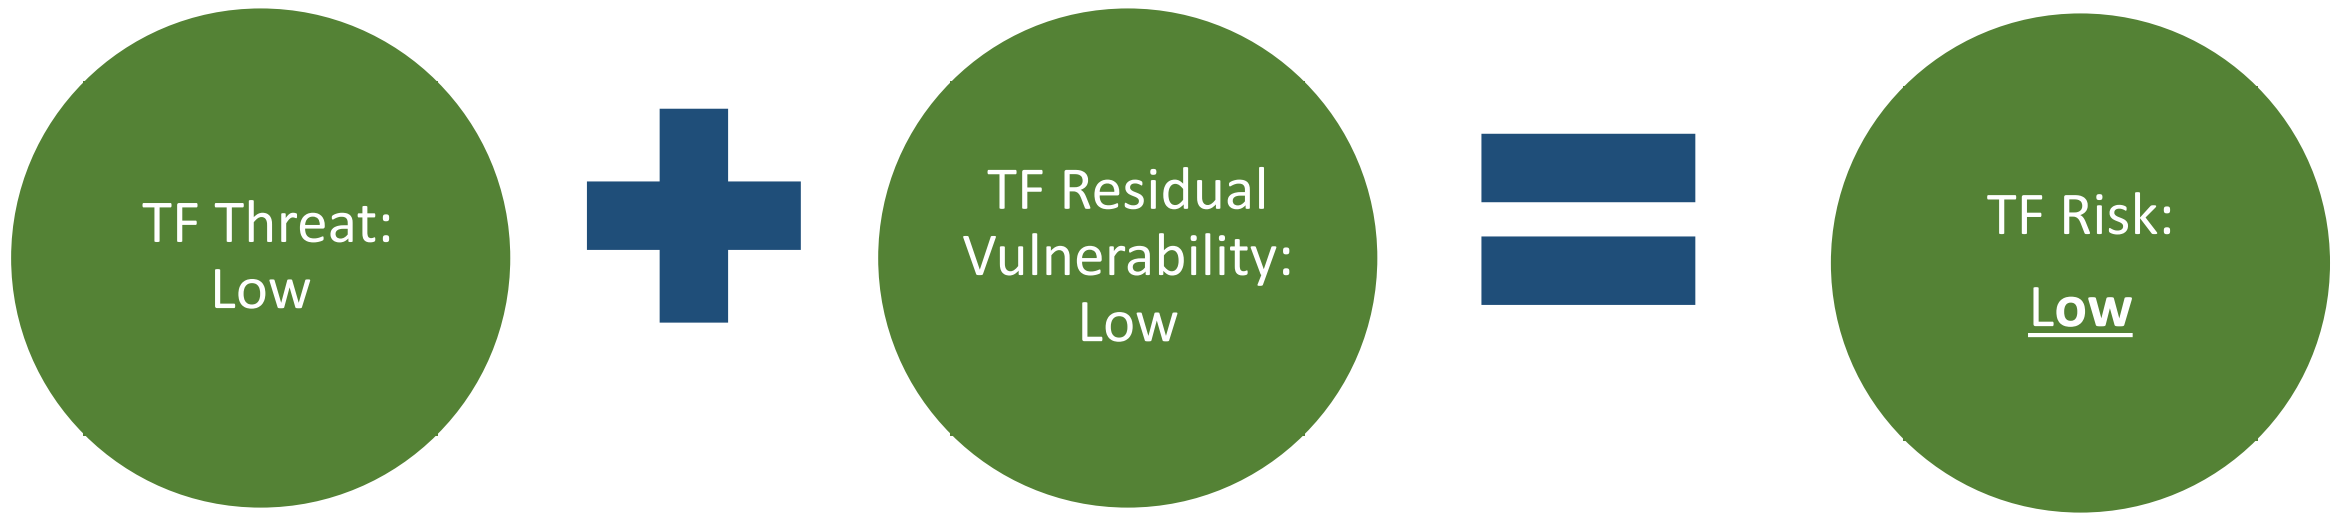 TF Threat:
Low
TF Residual
Vulnerability:
Low
TF Risk:
Low